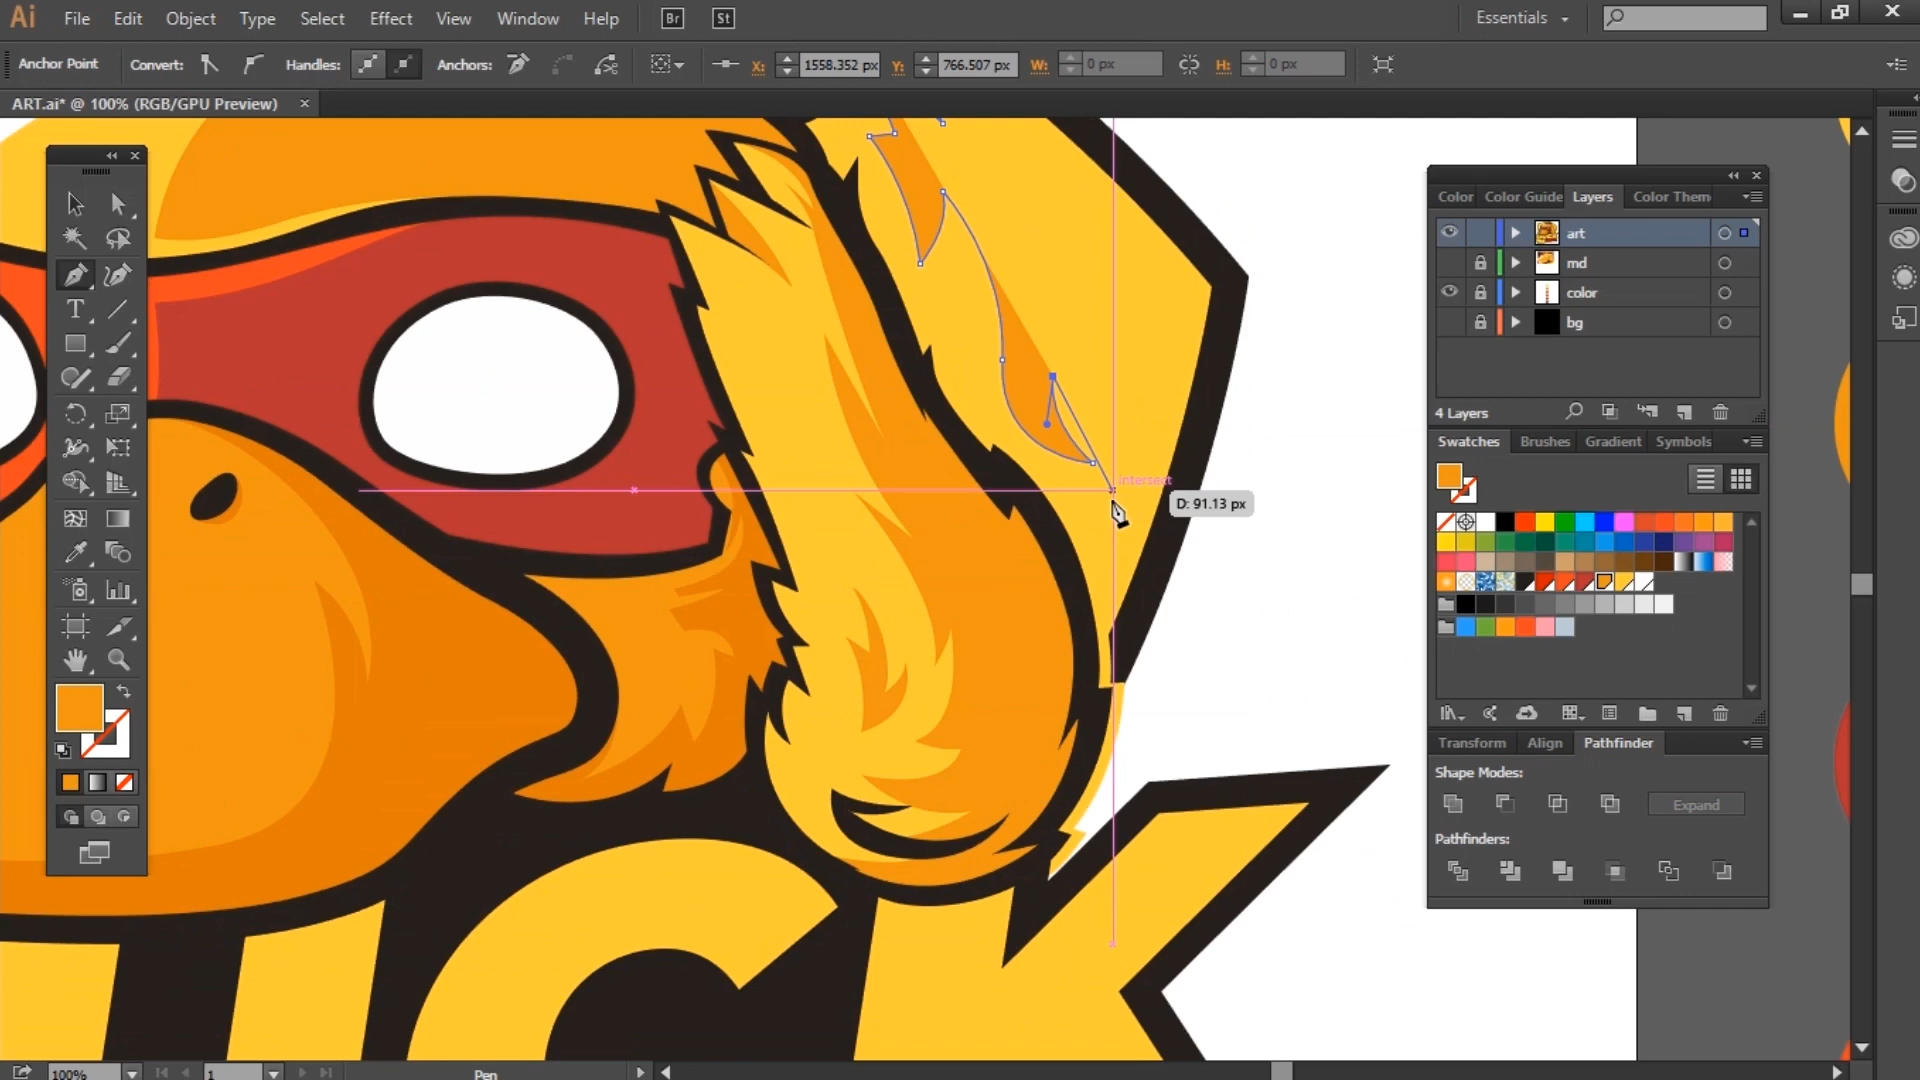 Ai File Edit Object Type Select Effect View Window Help Br St Essentials
Anchor Point Convert: Handles: Anchors: X: 1558.352 px Y: 766.507 px W: 0 px H: 0 px
ART.ai* @ 100% (RGB/GPU Preview) ×
Color Color Guide Layers Color Them
art
md
color
bg
4 Layers
Swatches Brushes Gradient Symbols
intersect
D: 91.13 px
Transform Align Pathfinder
Shape Modes:
Expand
Pathfinders:
UCK
100% 1 Pen